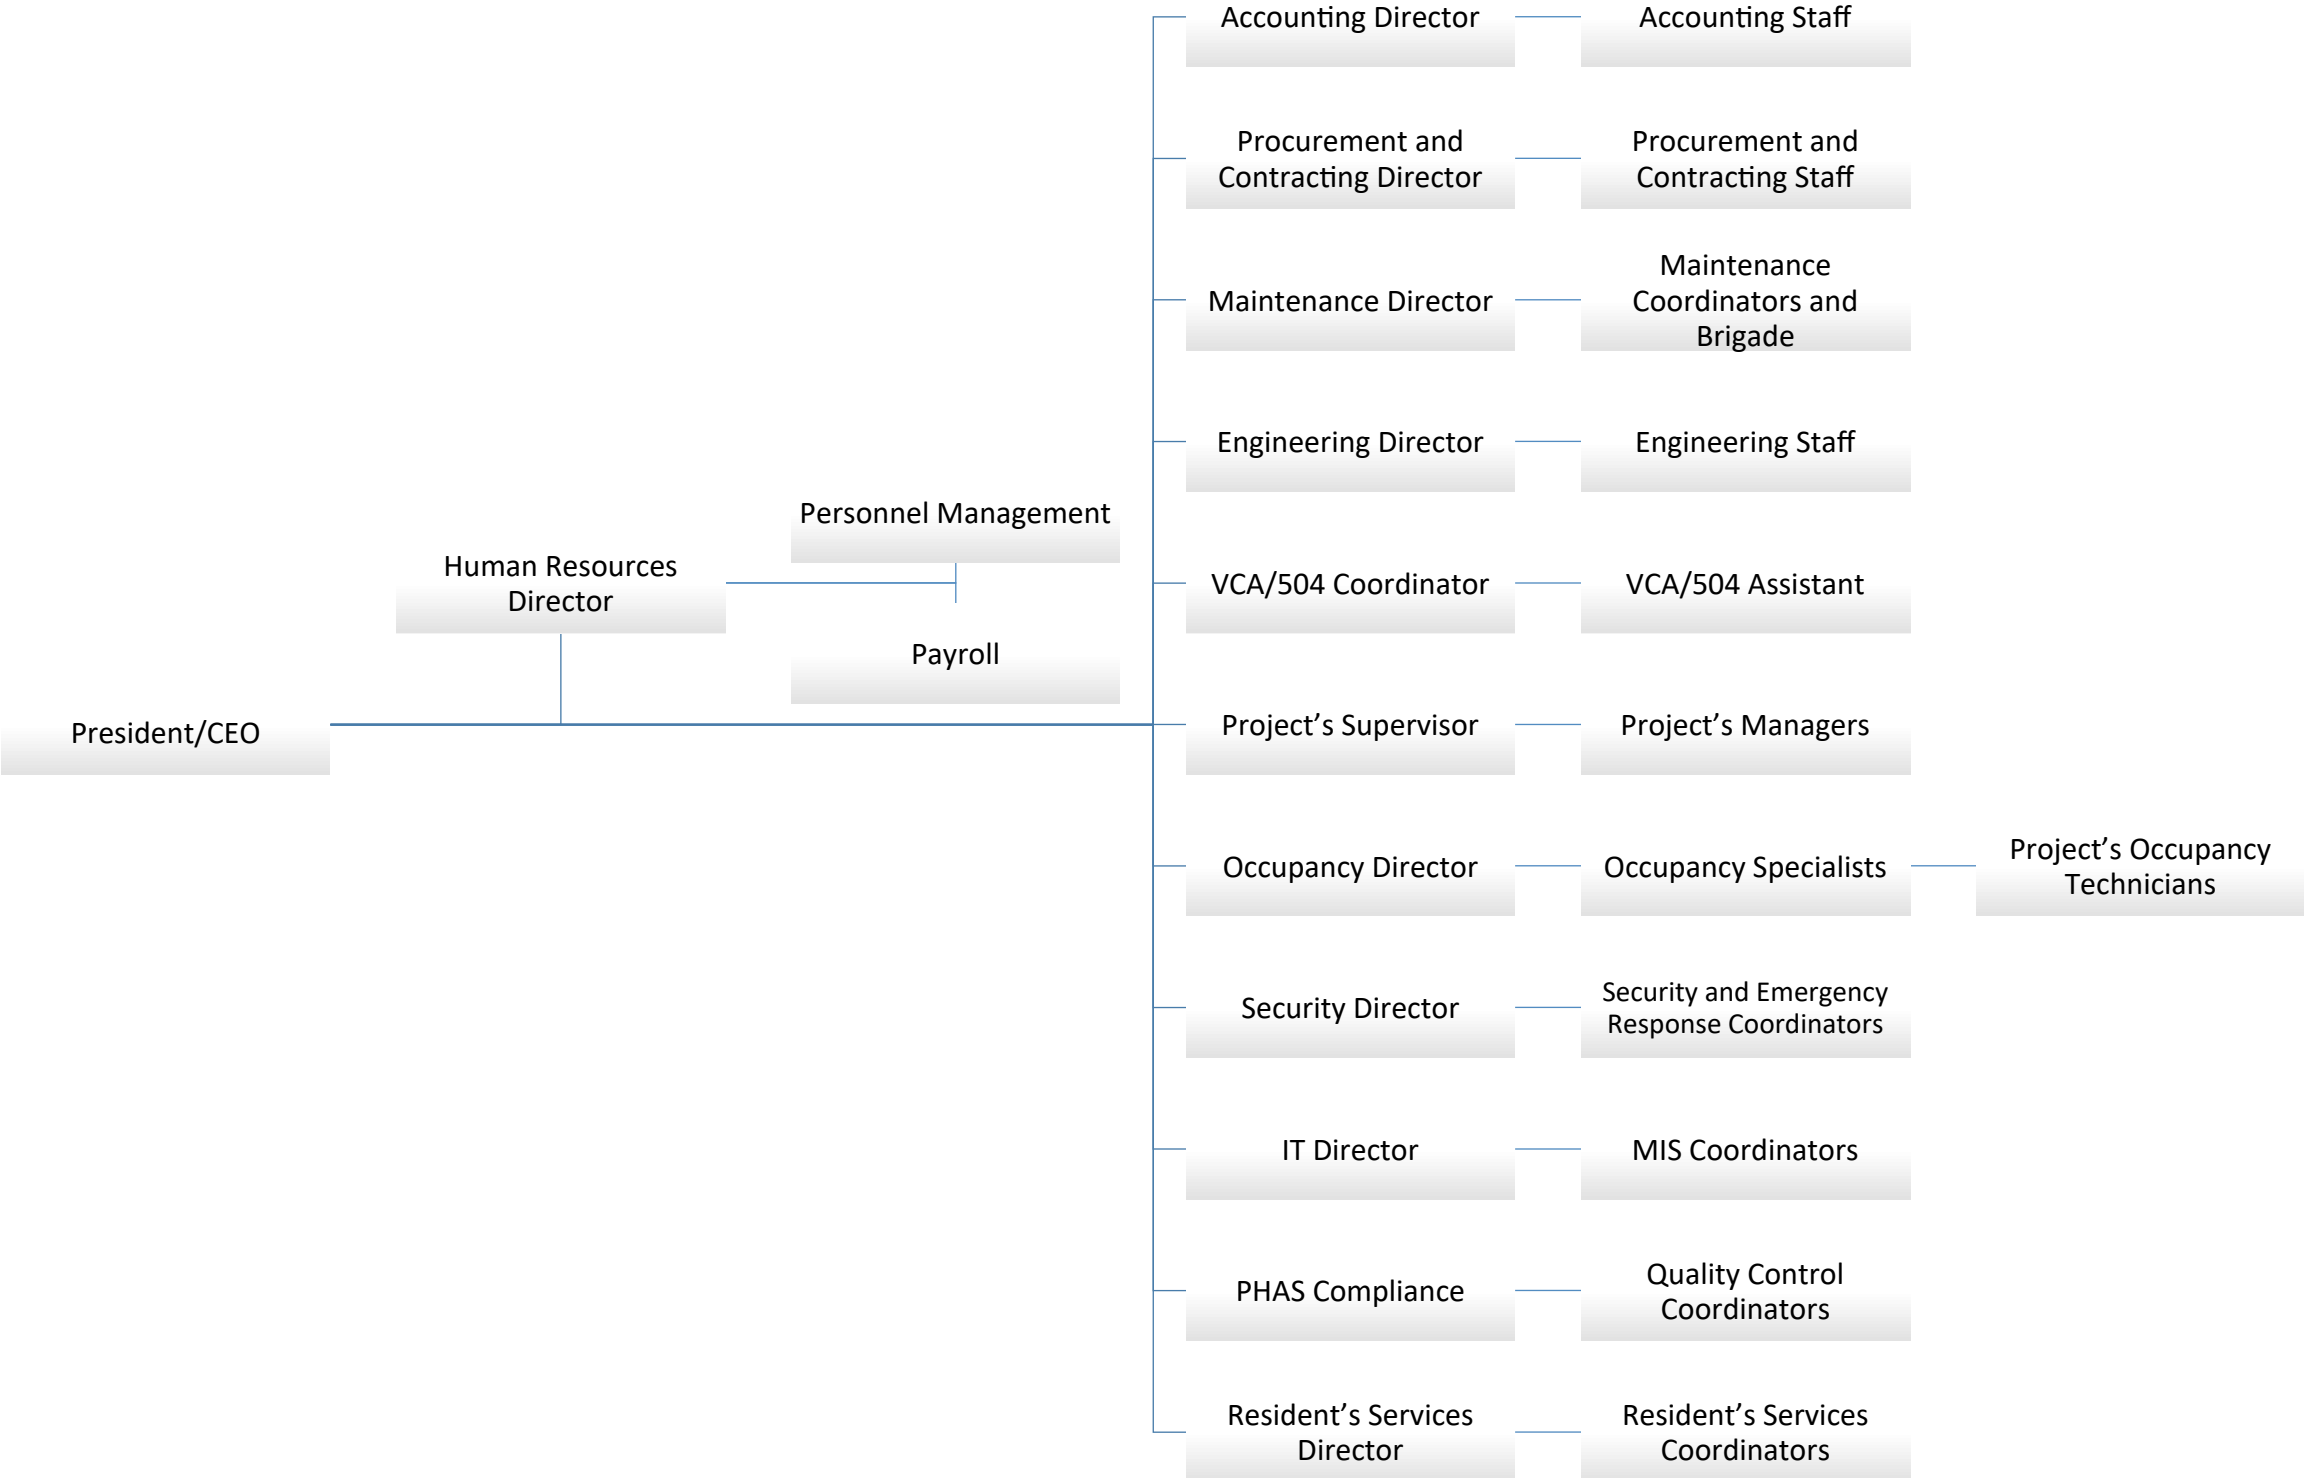 Accounting Director
Accounting Staff
Procurement and
Contracting Director
Procurement and
Contracting Staff
Maintenance Director
Maintenance
Coordinators and
Brigade
Engineering Director
Engineering Staff
Personnel Management
Human Resources
Director
VCA/504 Coordinator
VCA/504 Assistant
Payroll
President/CEO
Project’s Supervisor
Project’s Managers
Occupancy Director
Occupancy Specialists
Project’s Occupancy
Technicians
Security Director
Security and Emergency
Response Coordinators
IT Director
MIS Coordinators
PHAS Compliance
Quality Control
Coordinators
Resident’s Services
Director
Resident’s Services
Coordinators